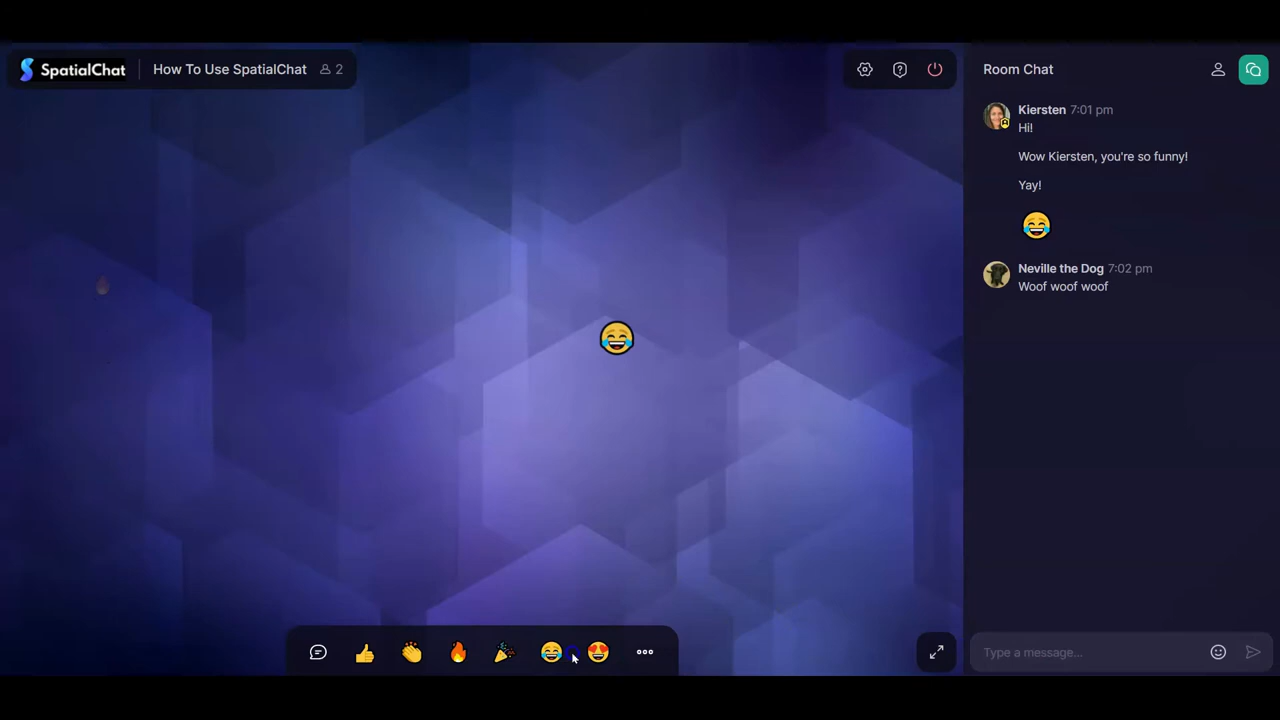 SpatialChat
How To Use SpatialChat 2
Room Chat
Kiersten 7:01 pm
Hi!
Wow Kiersten, you're so funny!
Yay!
Neville the Dog 7:02 pm
Woof woof woof
Type a message...